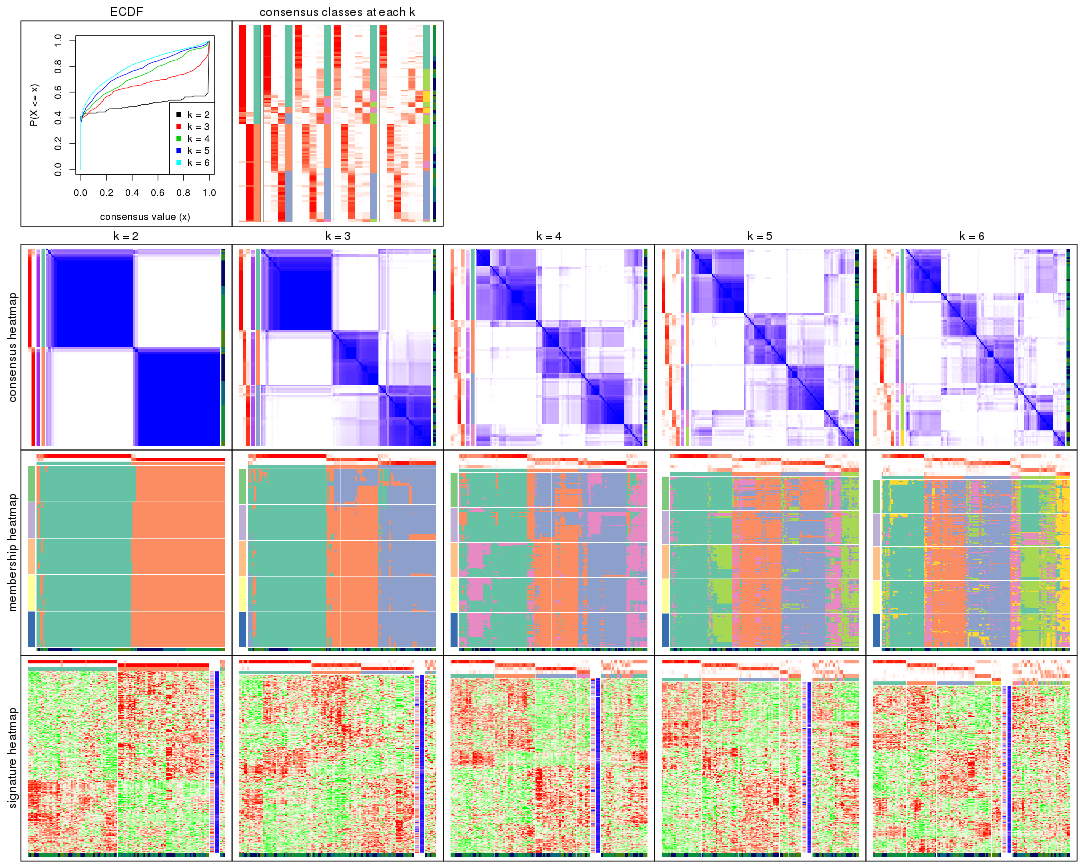 ECDF
consensus classes at each k
P(X <= x)
1.0
0.8
0.6
0.4
0.2
0.0
k = 2
k = 3
k = 4
k = 5
k = 6
0.0 0.2 0.4 0.6 0.8 1.0
consensus value (x)
k = 2 k = 3 k = 4 k = 5 k = 6
consensus heatmap
membership heatmap
signature heatmap